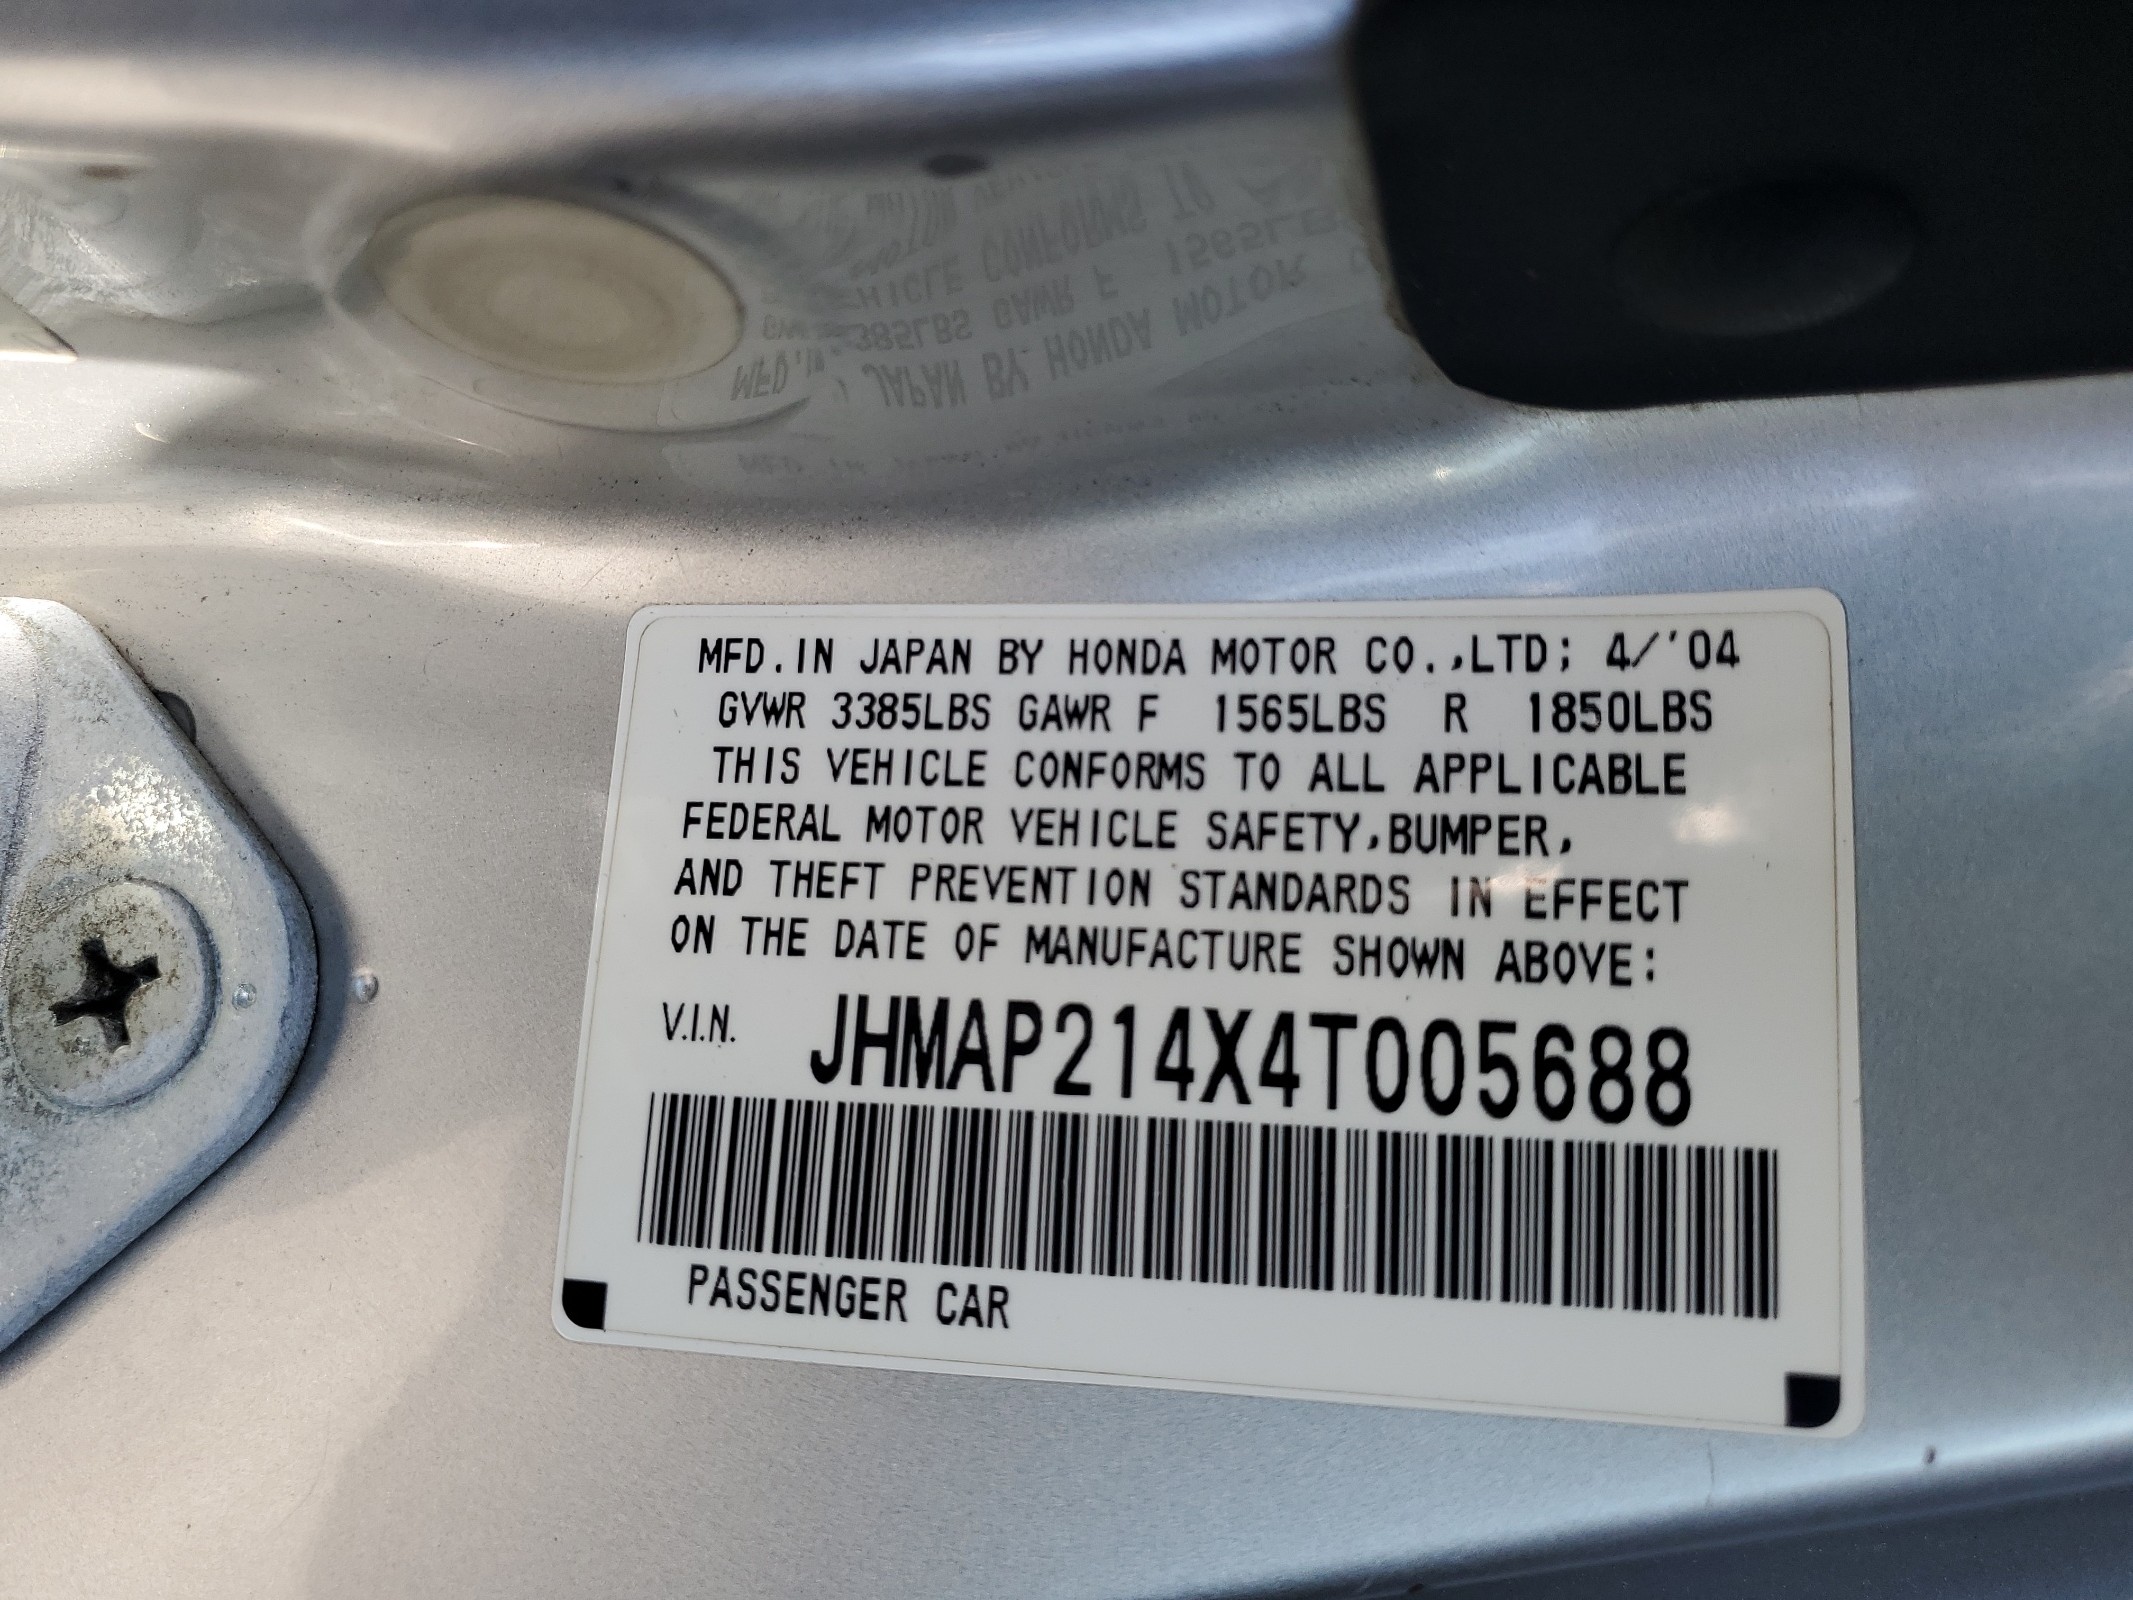 MFD.IN JAPAN BY HONDA MOTOR CO.,LTD; 4/'04
GVWR 3385LBS GAWR F 1565LBS R 1850LBS
THIS VEHICLE CONFORMS TO ALL APPLICABLE
FEDERAL MOTOR VEHICLE SAFETY,BUMPER,
AND THEFT PREVENTION STANDARDS IN EFFECT
ON THE DATE OF MANUFACTURE SHOWN ABOVE:
V.I.N. JHMAP214X4T005688
PASSENGER CAR